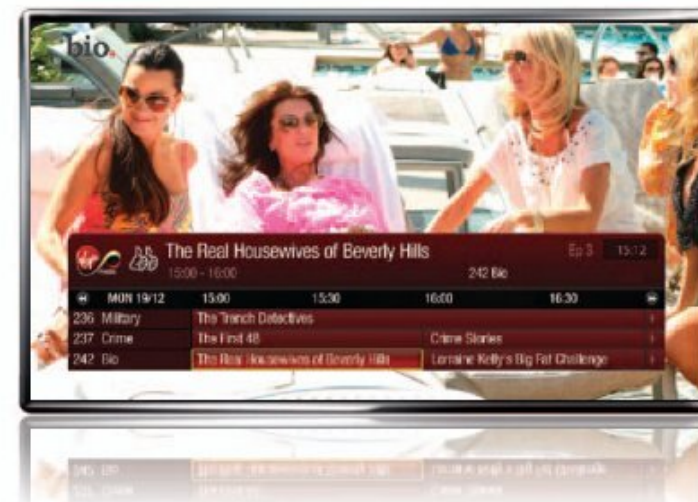 bio.
The Real Housewives of Beverly Hills Ep 3 15:12
15:00 - 16:00 242 Bio
MON 19/12 15:00 15:30 16:00 16:30
236 Military The Trench Detectives
237 Crime The First 48 Crime Stories
242 Bio The Real Housewives of Beverly Hills Lorraine Kelly's Big Fat Challenge